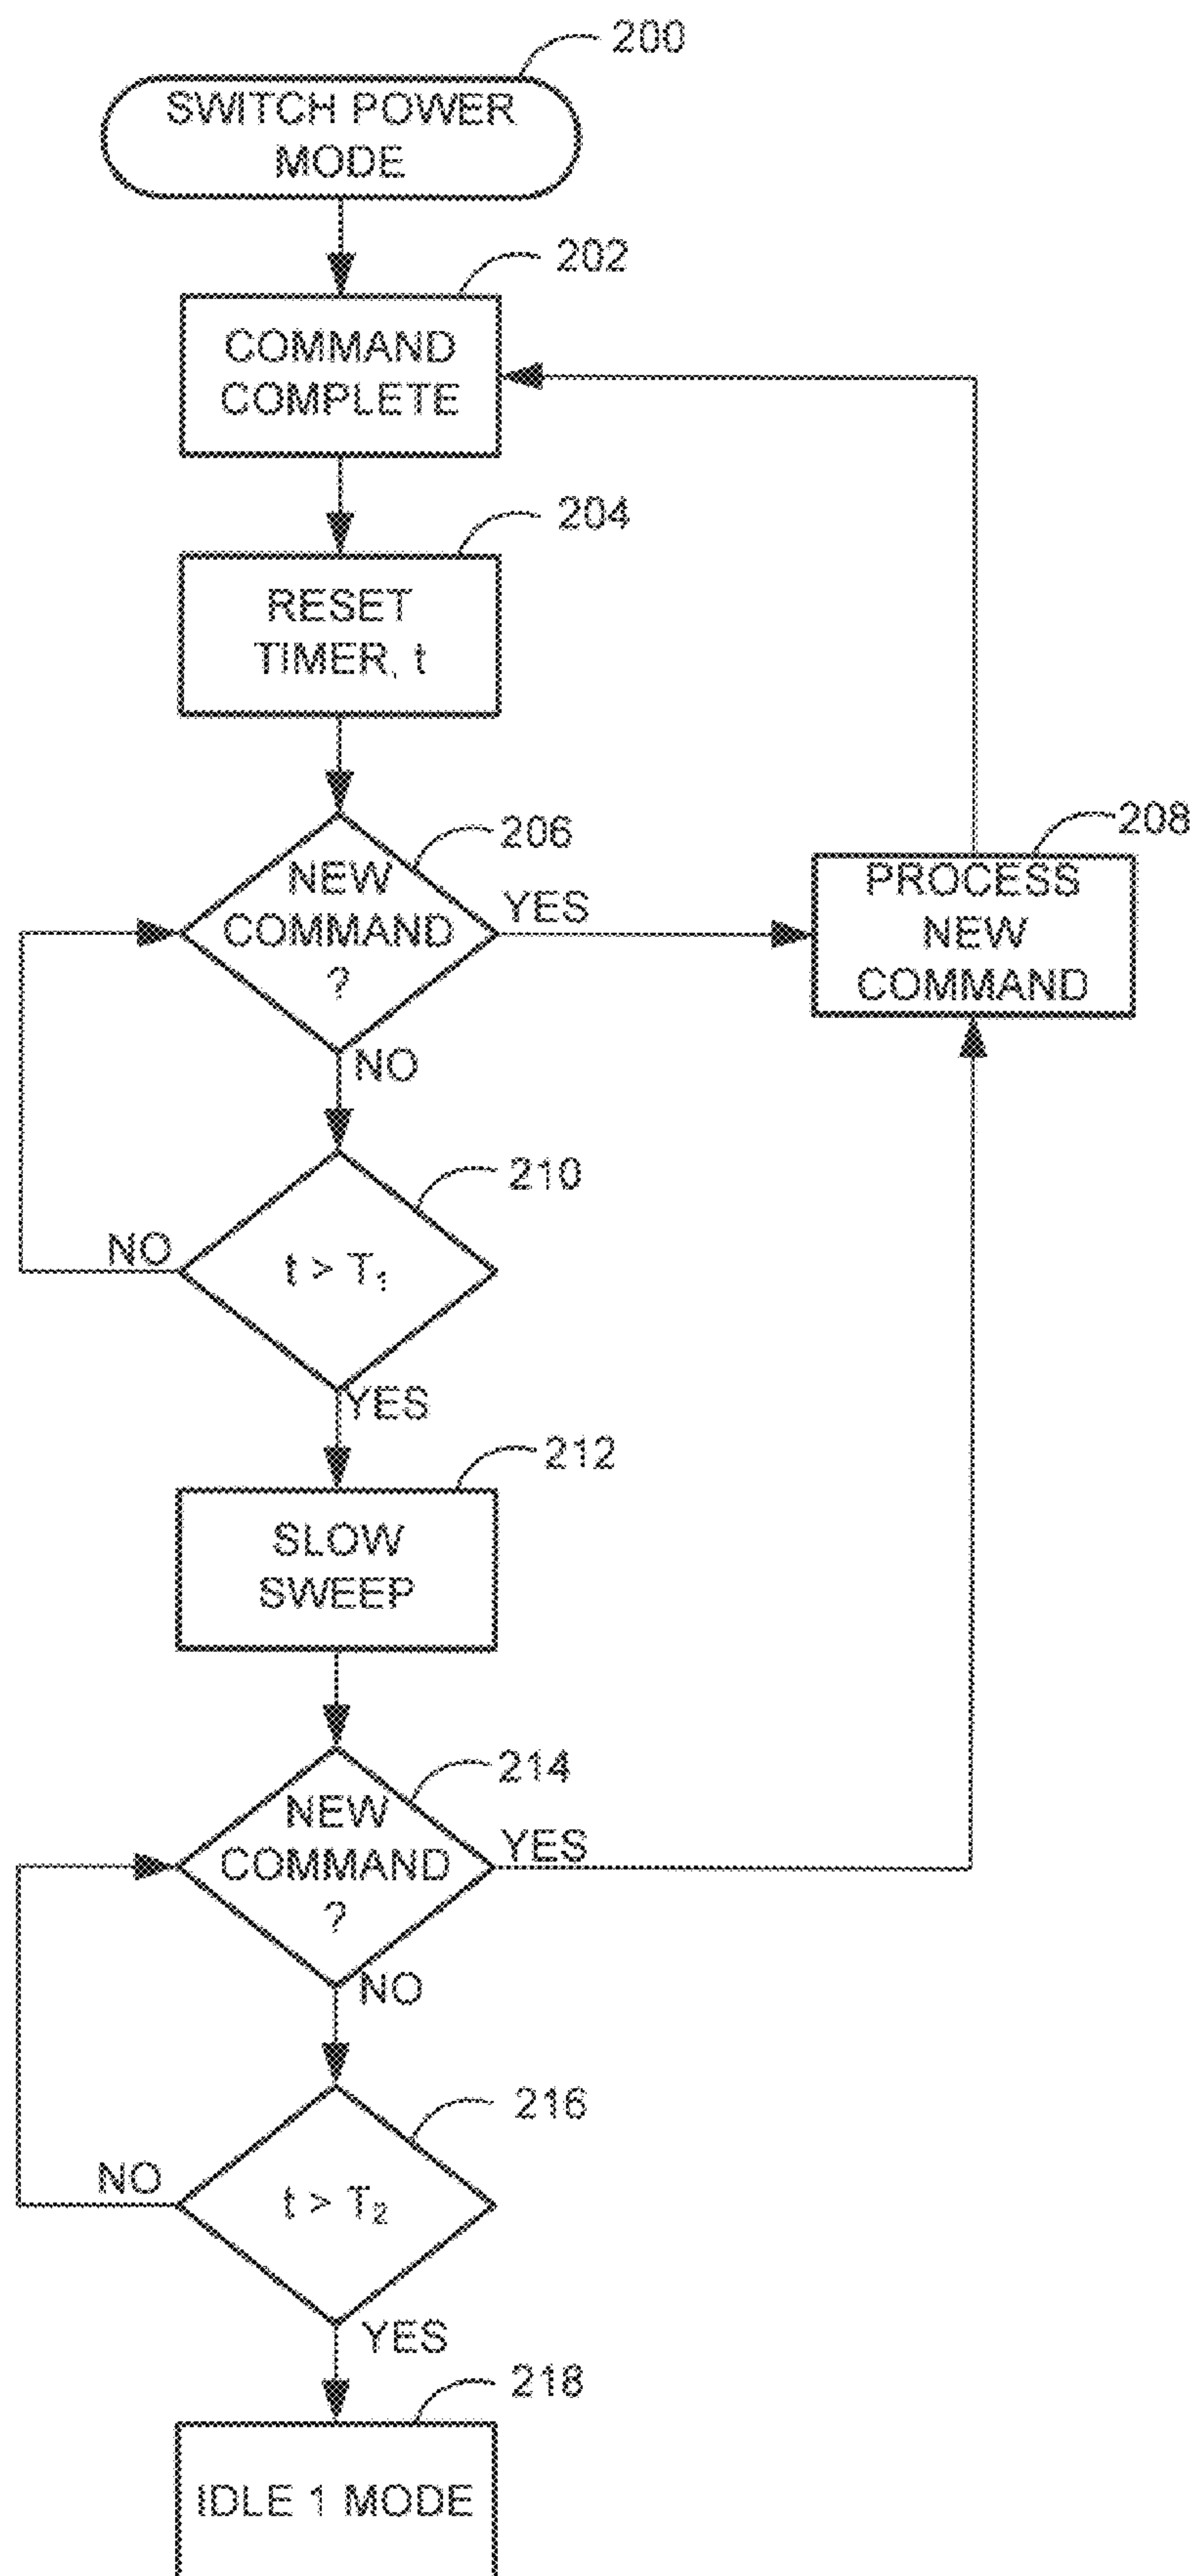 200
SWITCH POWER
MODE
202
COMMAND
COMPLETE
204
RESET
TIMER, t
206
NEW
COMMAND
?
YES
NO
208
PROCESS
NEW
COMMAND
210
t > T₁
NO
YES
212
SLOW
SWEEP
214
NEW
COMMAND
?
YES
NO
216
t > T₂
NO
YES
218
IDLE 1 MODE